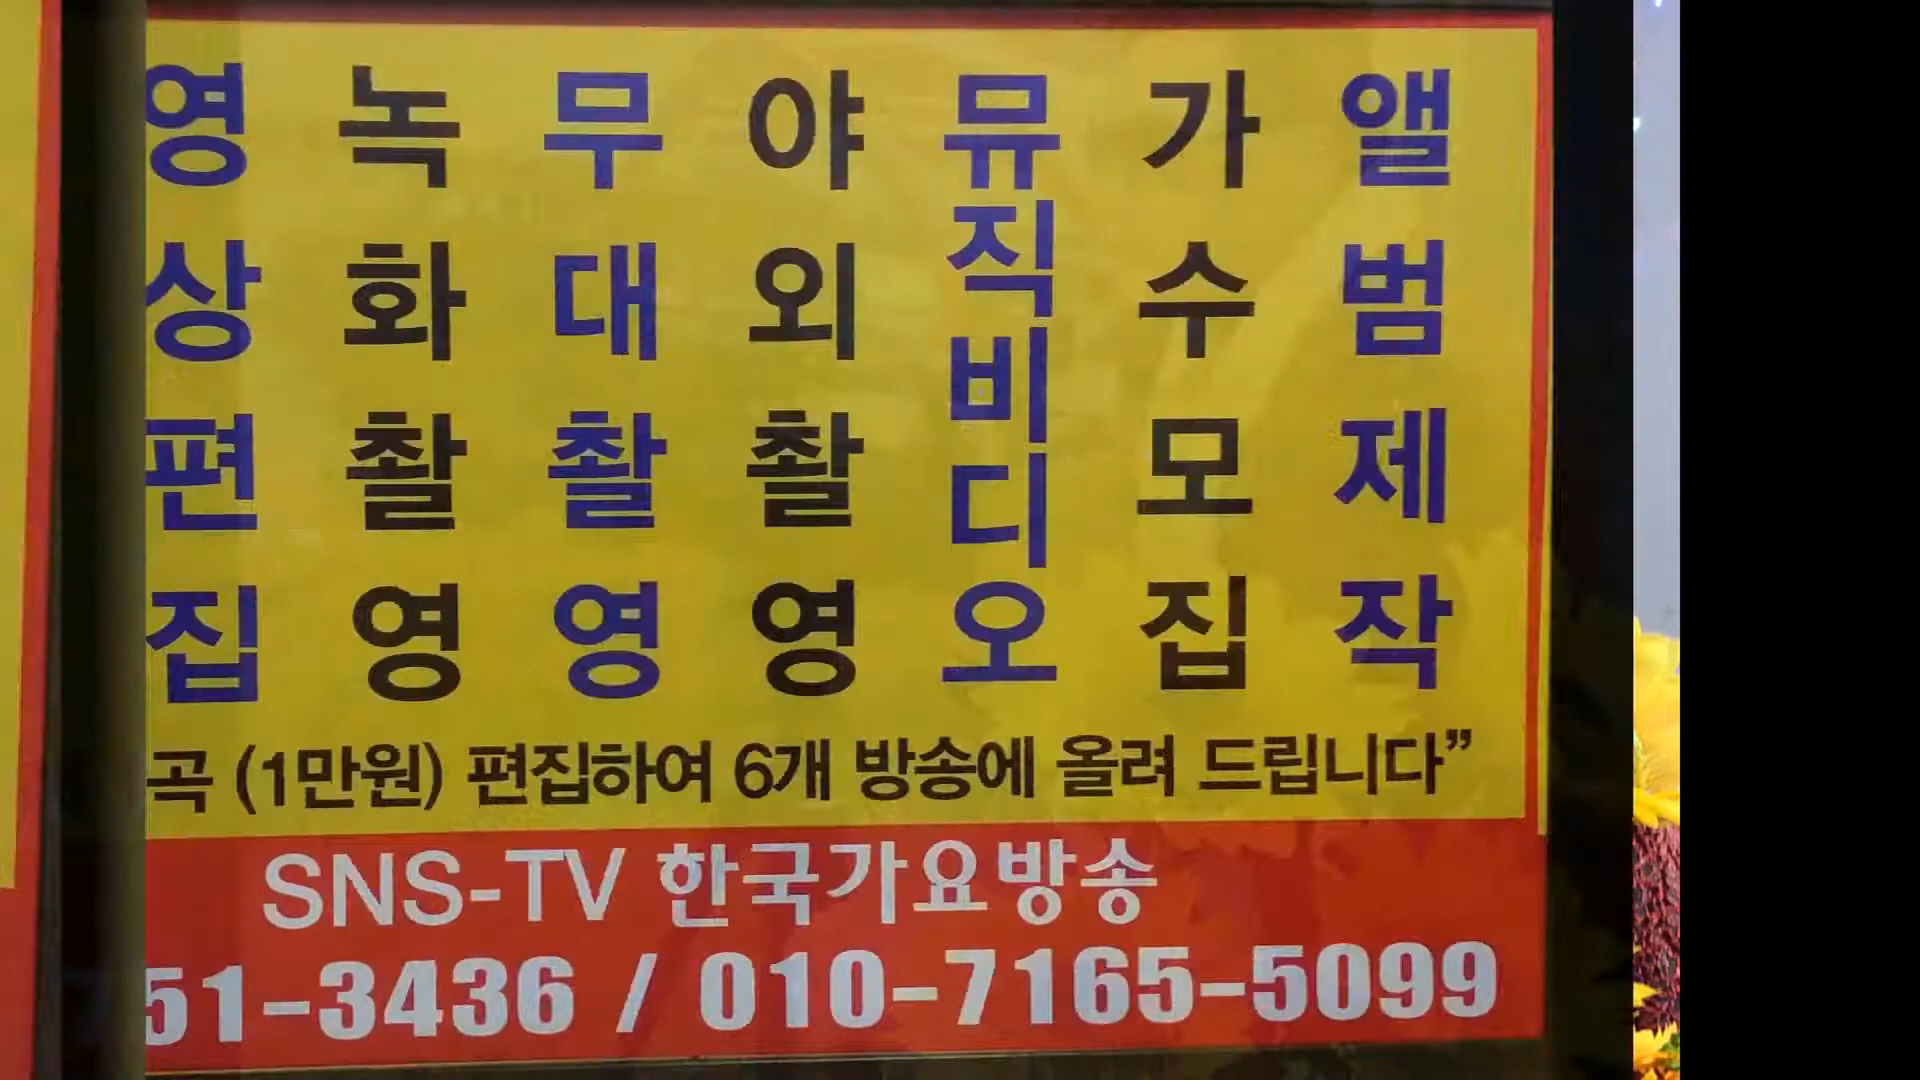 영상편집
녹화촬영
무대촬영
야외촬영
뮤직비디오
가수모집
앨범제작
곡 (1만원) 편집하여 6개 방송에 올려 드립니다”
SNS-TV 한국가요방송
51-3436 / 010-7165-5099